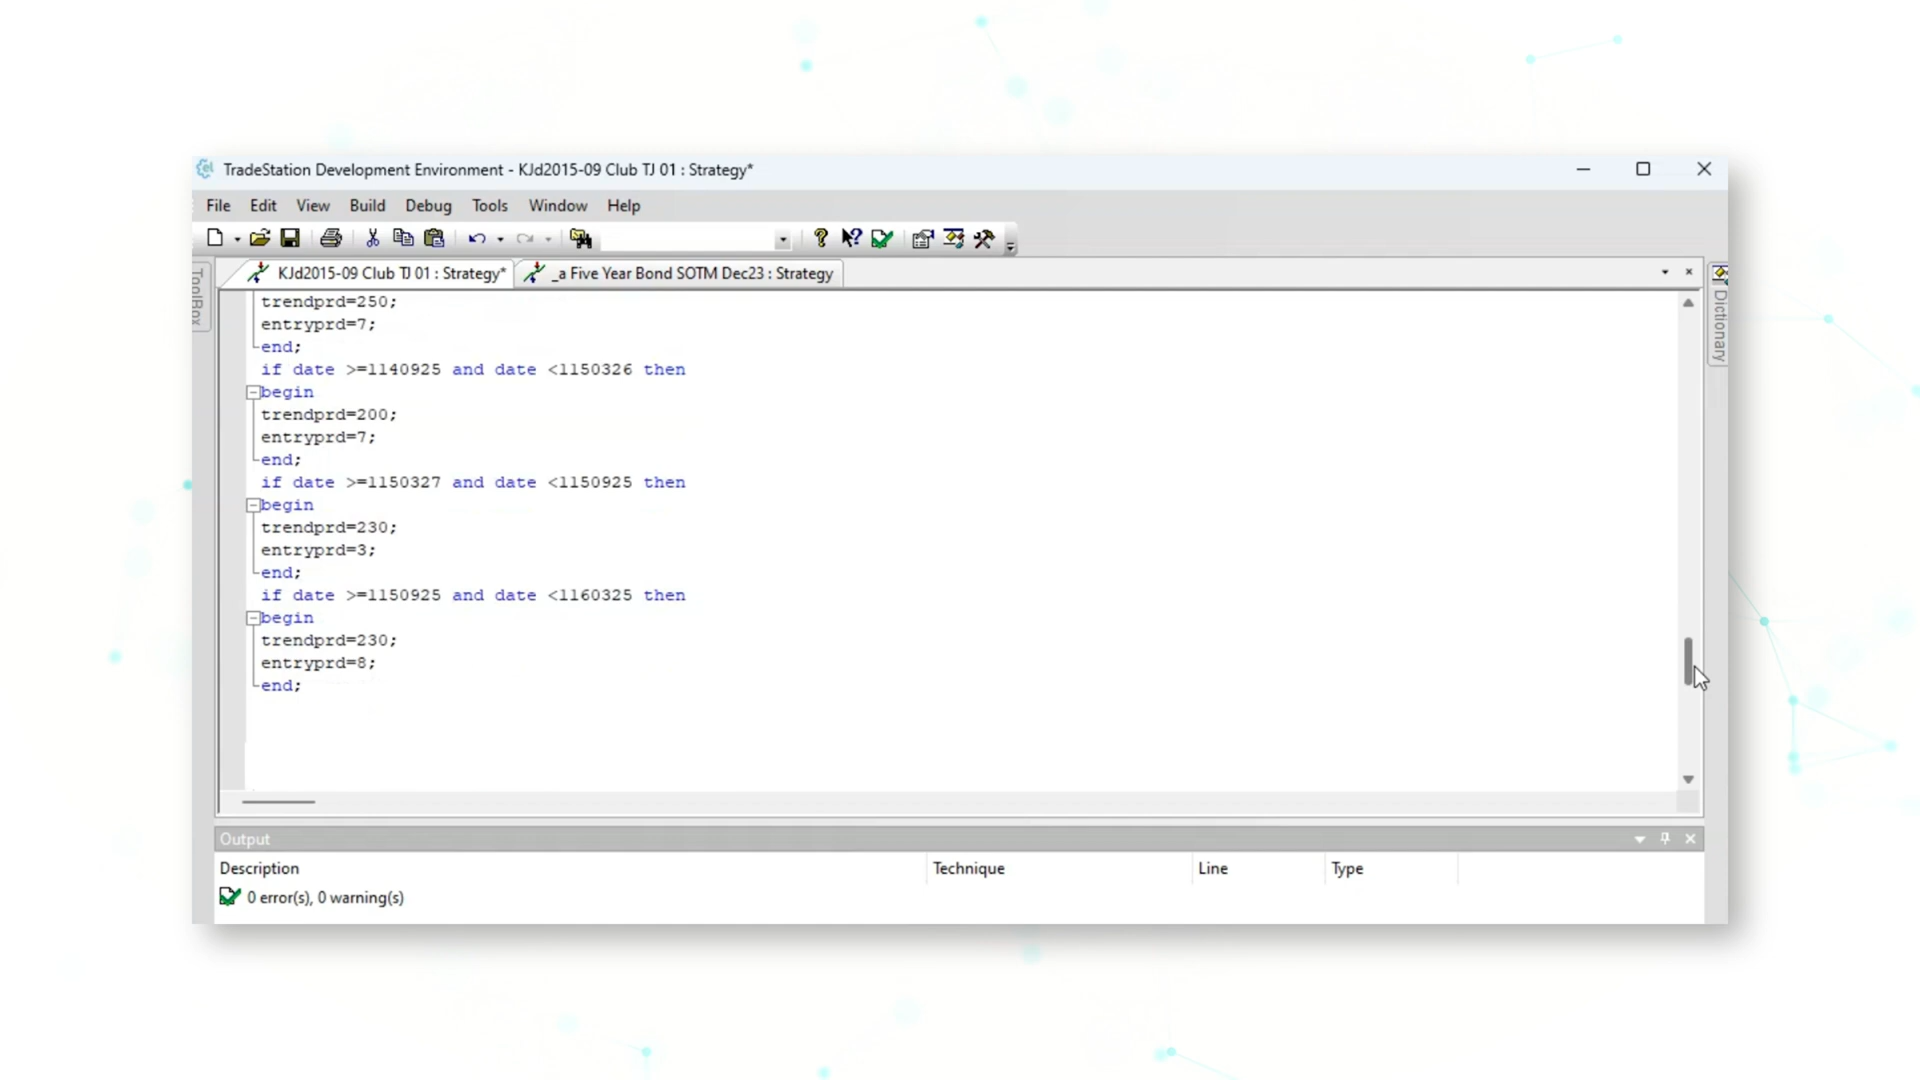 TradeStation Development Environment - KJd2015-09 Club TJ 01 : Strategy*
File Edit View Build Debug Tools Window Help
KJd2015-09 Club TJ 01 : Strategy* _a Five Year Bond SOTM Dec23 : Strategy
ToolBox
Dictionary
trendprd=250;
entryprd=7;
end;
if date >=1140925 and date <1150326 then
begin
trendprd=200;
entryprd=7;
end;
if date >=1150327 and date <1150925 then
begin
trendprd=230;
entryprd=3;
end;
if date >=1150925 and date <1160325 then
begin
trendprd=230;
entryprd=8;
end;
Output
Description Technique Line Type
0 error(s), 0 warning(s)